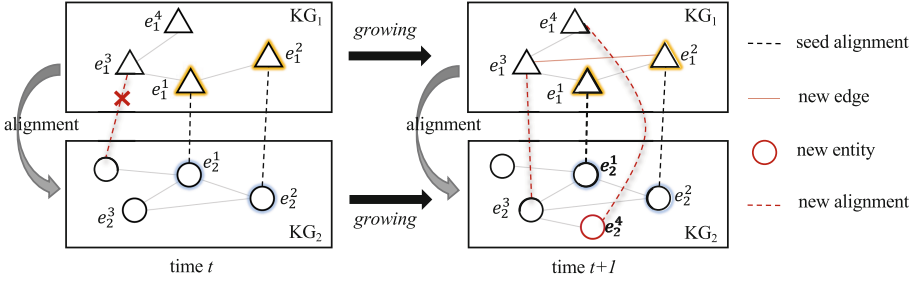 KG₁
e₁⁴
e₁³
e₁²
e₁¹
alignment
e₂¹
e₂²
e₂³
KG₂
time t
growing
growing
KG₁
e₁⁴
e₁³
e₁²
e₁¹
alignment
e₂¹
e₂²
e₂³
e₂⁴
KG₂
time t+1
seed alignment
new edge
new entity
new alignment